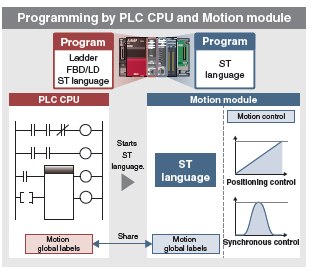 Programming by PLC CPU and Motion module
Program
Ladder
FBD/LD
ST language
Program
ST
language
PLC CPU
Motion module
Starts
ST
language.
Motion control
ST
language
Positioning control
Synchronous control
Motion
global labels
Share
Motion
global labels